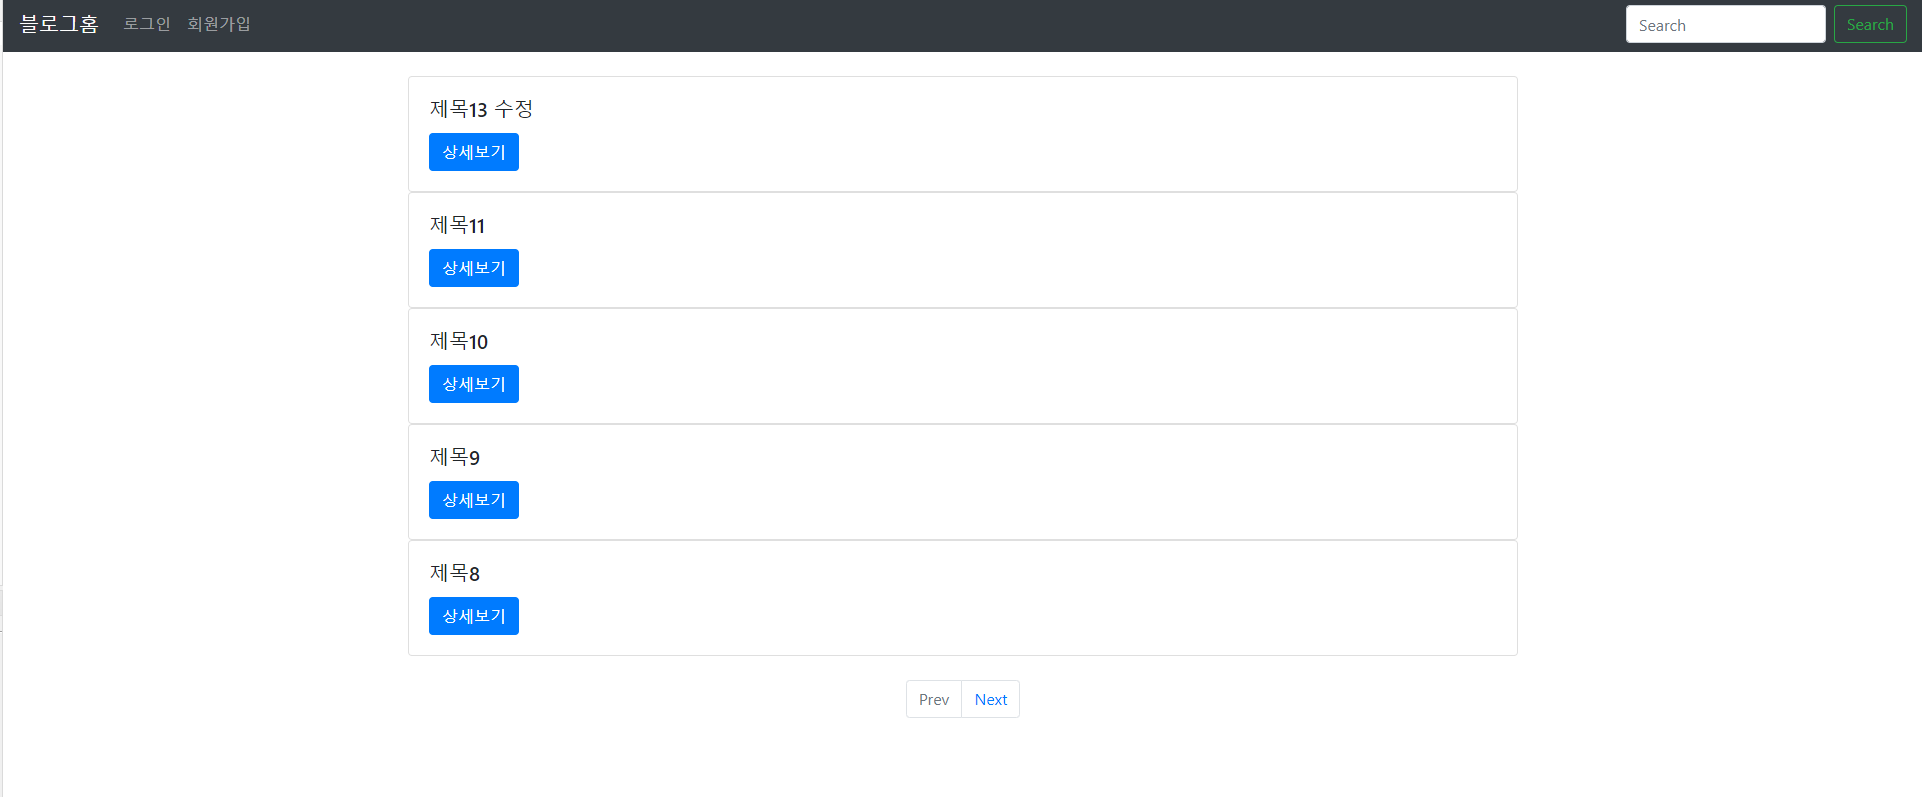 블로그홈 로그인 회원가입 Search Search
제목13 수정
상세보기
제목11
상세보기
제목10
상세보기
제목9
상세보기
제목8
상세보기
Prev Next